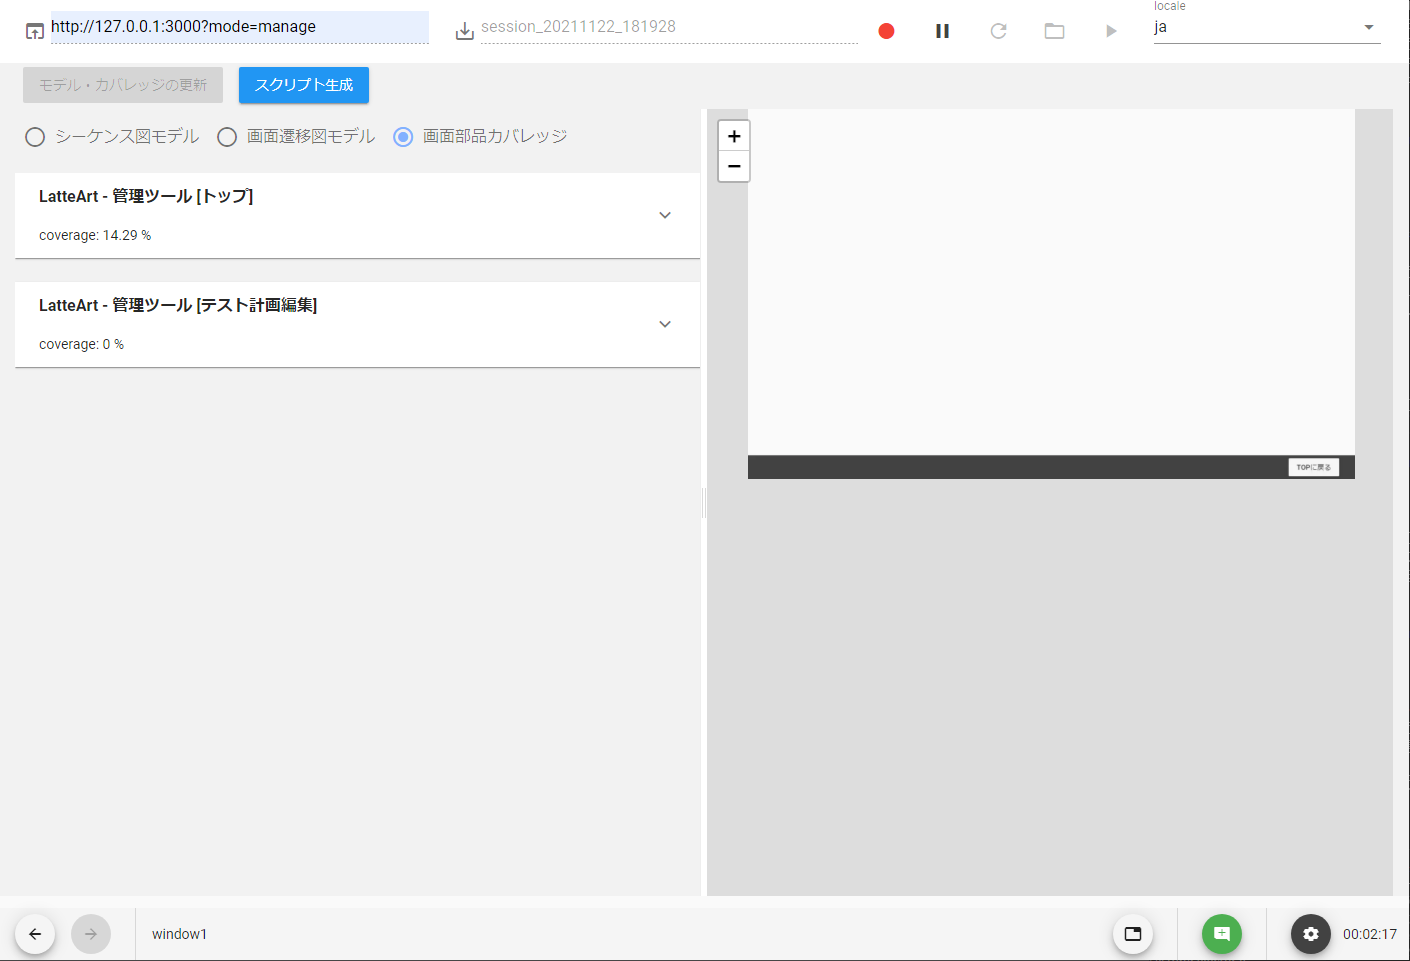 http://127.0.0.1:3000?mode=manage
session_20211122_181928
locale
ja
モデル・カバレッジの更新
スクリプト生成
シーケンス図モデル
画面遷移図モデル
画面部品カバレッジ
LatteArt - 管理ツール [トップ]
coverage: 14.29 %
LatteArt - 管理ツール [テスト計画編集]
coverage: 0 %
+
−
TOPに戻る
window1
00:02:17